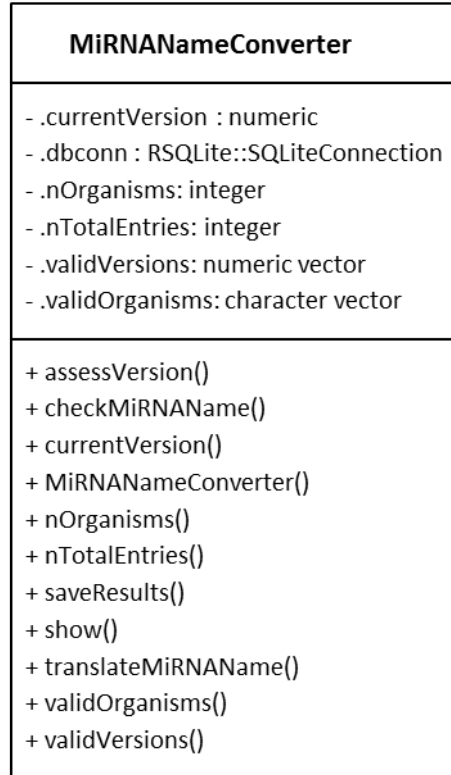 MiRNANameConverter
- .currentVersion : numeric
- .dbconn : RSQLite::SQLiteConnection
- .nOrganisms: integer
- .nTotalEntries: integer
- .validVersions: numeric vector
- .validOrganisms: character vector
+ assessVersion()
+ checkMiRNAName()
+ currentVersion()
+ MiRNANameConverter()
+ nOrganisms()
+ nTotalEntries()
+ saveResults()
+ show()
+ translateMiRNAName()
+ validOrganisms()
+ validVersions()